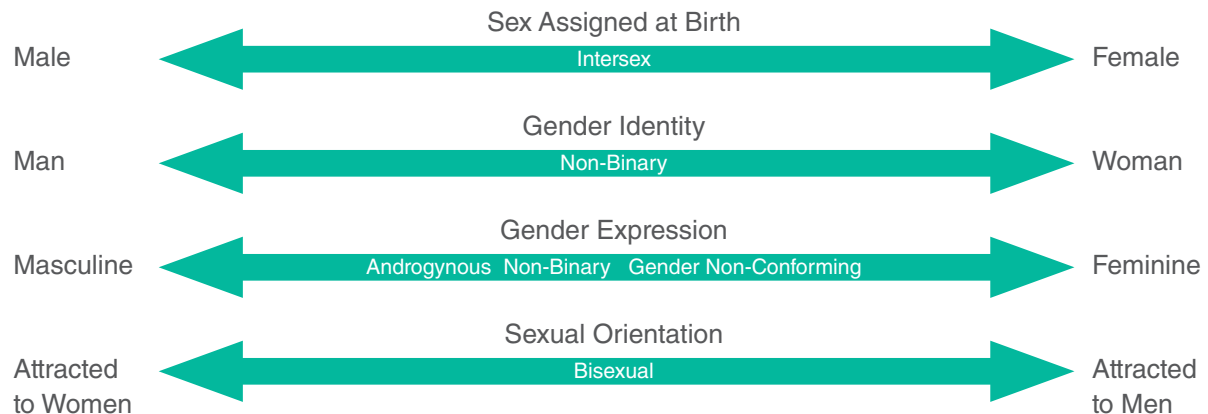 Sex Assigned at Birth
Male
Intersex
Female
Gender Identity
Man
Non-Binary
Woman
Gender Expression
Masculine
Androgynous Non-Binary Gender Non-Conforming
Feminine
Sexual Orientation
Attracted
to Women
Bisexual
Attracted
to Men